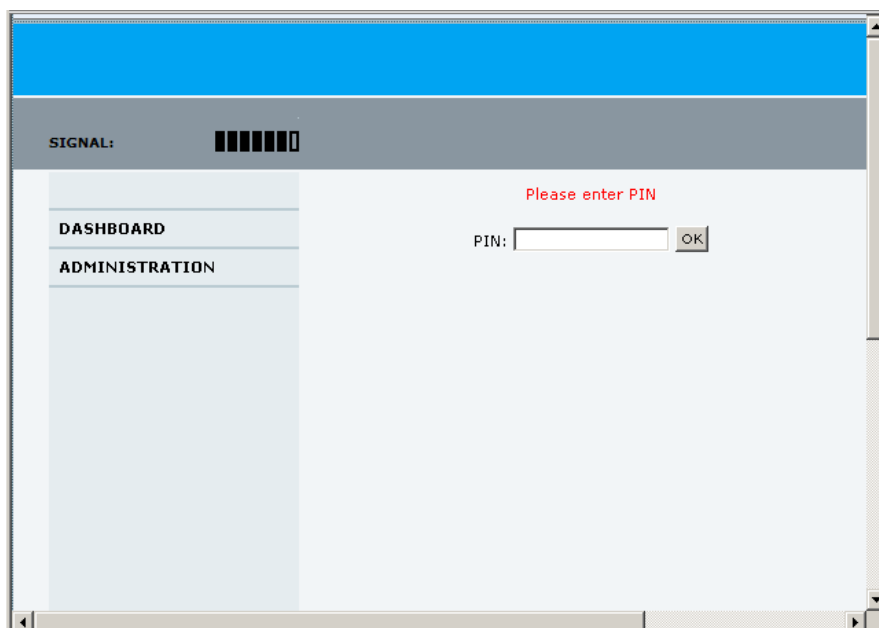 SIGNAL:
Please enter PIN
DASHBOARD
PIN: OK
ADMINISTRATION